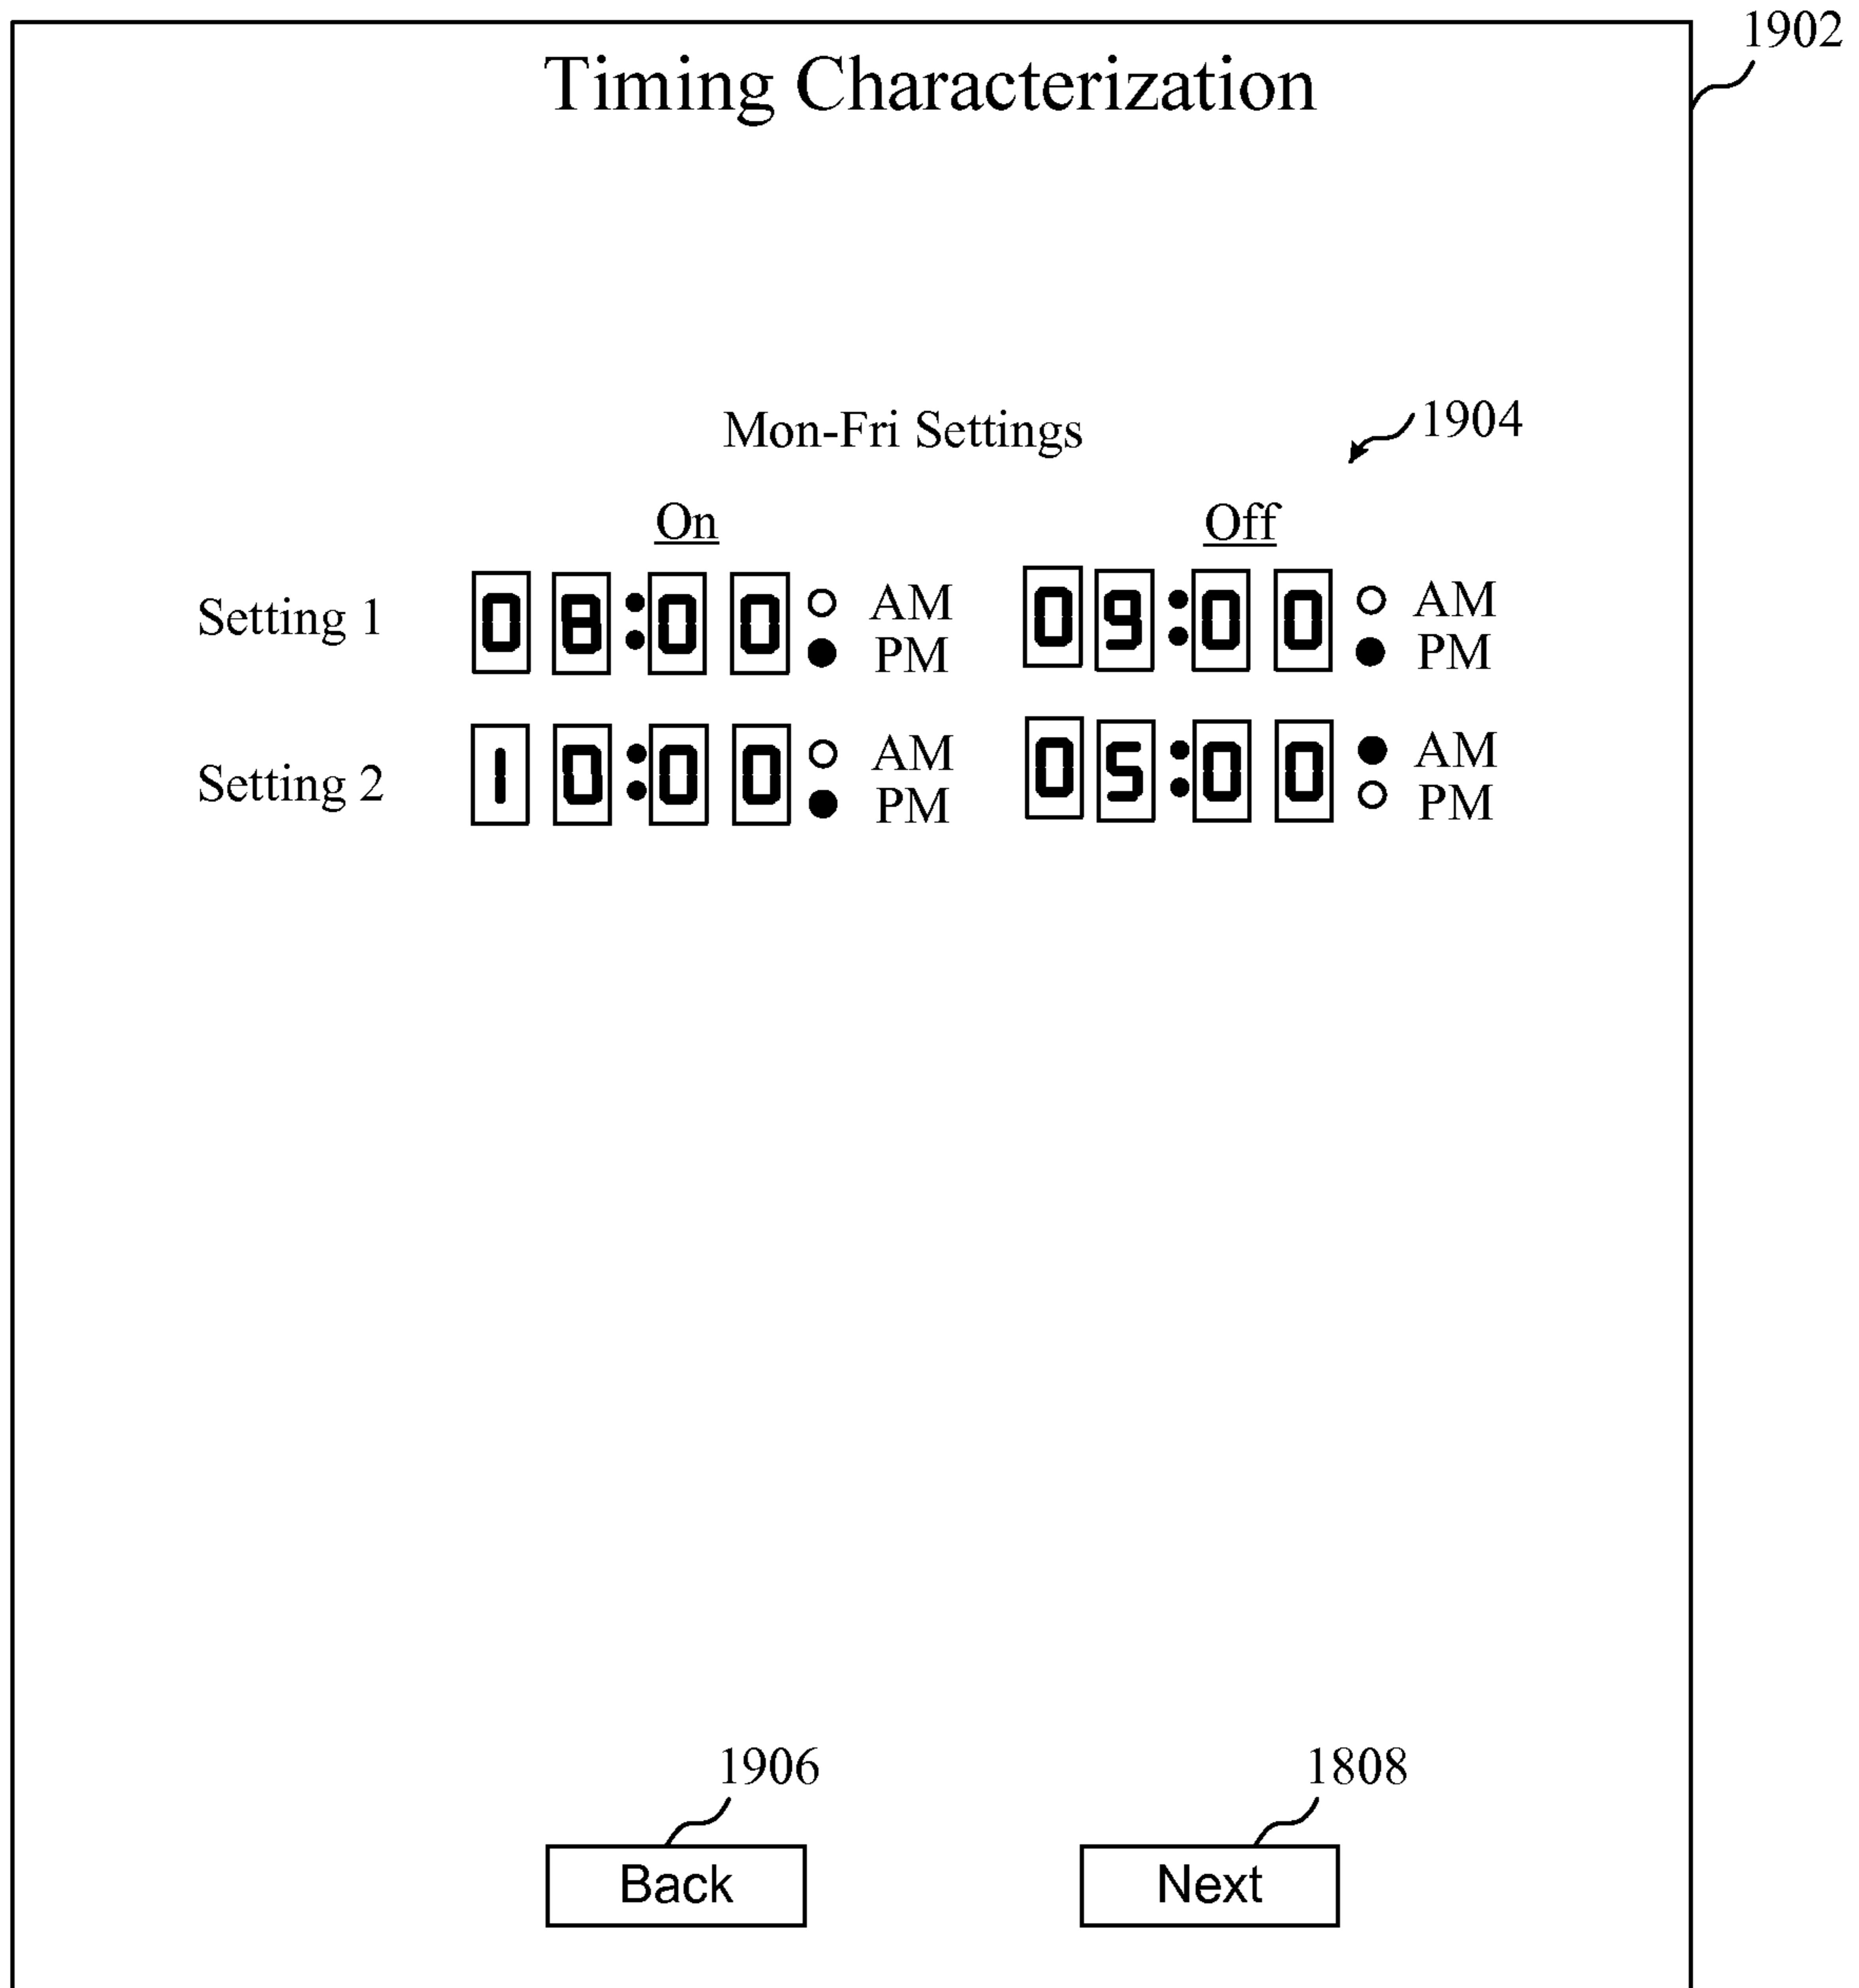 1902
Timing Characterization
Mon-Fri Settings
1904
On Off
Setting 1 08:00 AM 09:00 AM
PM PM
Setting 2 10:00 AM 05:00 AM
PM PM
1906 1808
Back Next